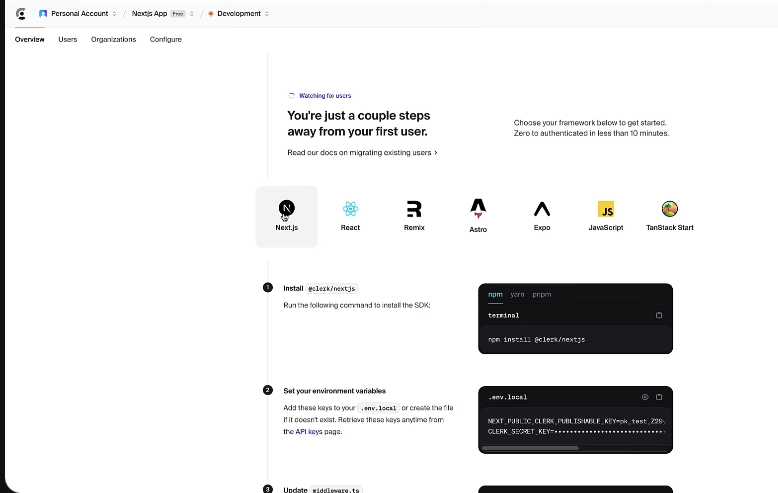 Personal Account / Nextjs App Free / Development
Overview Users Organizations Configure
Watching for users
You're just a couple steps
away from your first user.
Read our docs on migrating existing users >
Choose your framework below to get started.
Zero to authenticated in less than 10 minutes.
N
JS
Next.js React Remix Astro Expo JavaScript TanStack Start
1 Install @clerk/nextjs
Run the following command to install the SDK:
npm yarn pnpm
terminal
npm install @clerk/nextjs
2 Set your environment variables
Add these keys to your .env.local or create the file
if it doesn't exist. Retrieve these keys anytime from
the API keys page.
.env.local
NEXT_PUBLIC_CLERK_PUBLISHABLE_KEY=pk_test_Z29
CLERK_SECRET_KEY=••••••••••••••••••••••••••••
3 Update middleware.ts